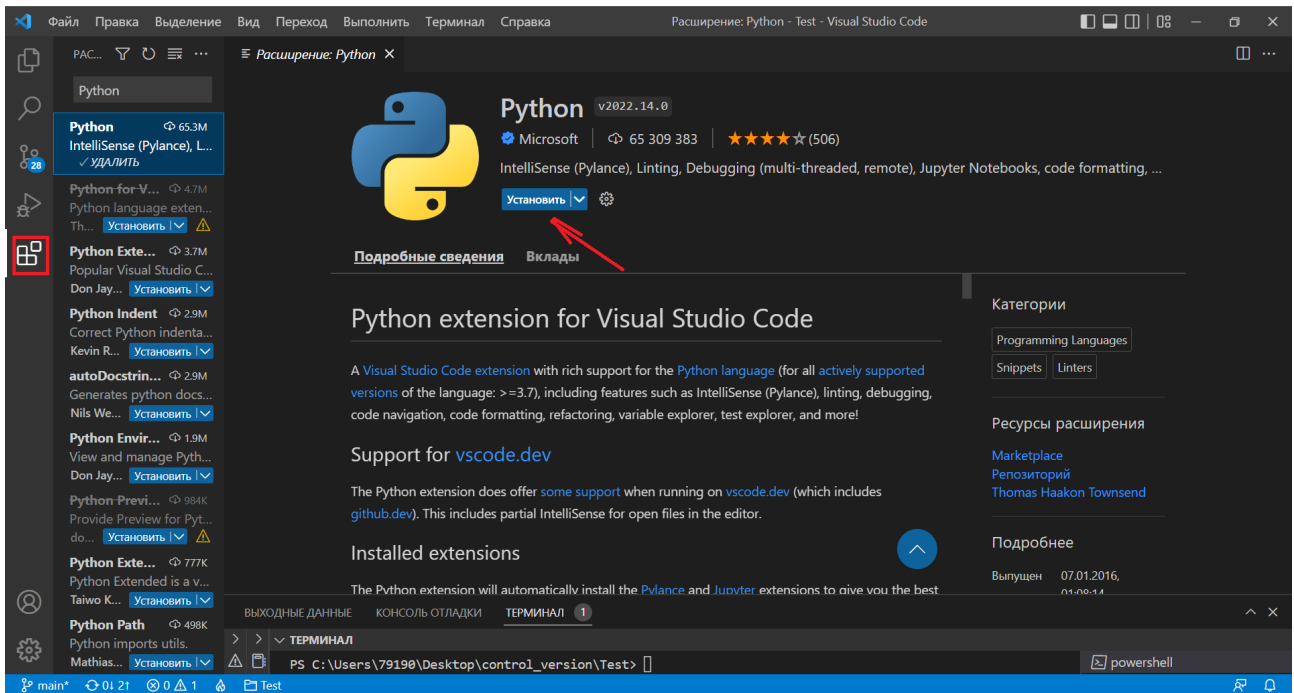 Файл Правка Выделение Вид Переход Выполнить Терминал Справка
Расширение: Python - Test - Visual Studio Code
РАС...
Расширение: Python
Python
Python 65.3M
IntelliSense (Pylance), L...
УДАЛИТЬ
Python for V... 4.7M
Python language exten...
Th... Установить
Python Exte... 3.7M
Popular Visual Studio C...
Don Jay... Установить
Python Indent 2.9M
Correct Python indenta...
Kevin R... Установить
autoDocstrin... 2.9M
Generates python docs...
Nils We... Установить
Python Envir... 1.9M
View and manage Pyth...
Don Jay... Установить
Python Previ... 984K
Provide Preview for Pyt...
do... Установить
Python Exte... 777K
Python Extended is a v...
Taiwo K... Установить
Python Path 498K
Python imports utils.
Mathias... Установить
28
Python v2022.14.0
Microsoft 65 309 383 (506)
IntelliSense (Pylance), Linting, Debugging (multi-threaded, remote), Jupyter Notebooks, code formatting, ...
Установить
Подробные сведения Вклады
Python extension for Visual Studio Code
A Visual Studio Code extension with rich support for the Python language (for all actively supported
versions of the language: >=3.7), including features such as IntelliSense (Pylance), linting, debugging,
code navigation, code formatting, refactoring, variable explorer, test explorer, and more!
Support for vscode.dev
The Python extension does offer some support when running on vscode.dev (which includes
github.dev). This includes partial IntelliSense for open files in the editor.
Installed extensions
The Python extension will automatically install the Pylance and Jupyter extensions to give you the best
Категории
Programming Languages
Snippets Linters
Ресурсы расширения
Marketplace
Репозиторий
Thomas Haakon Townsend
Подробнее
Выпущен 07.01.2016,
01:08:14
ВЫХОДНЫЕ ДАННЫЕ КОНСОЛЬ ОТЛАДКИ ТЕРМИНАЛ 1
ТЕРМИНАЛ
PS C:\Users\79190\Desktop\control_version\Test>
powershell
main* 0↓ 2↑ 0 1 Test